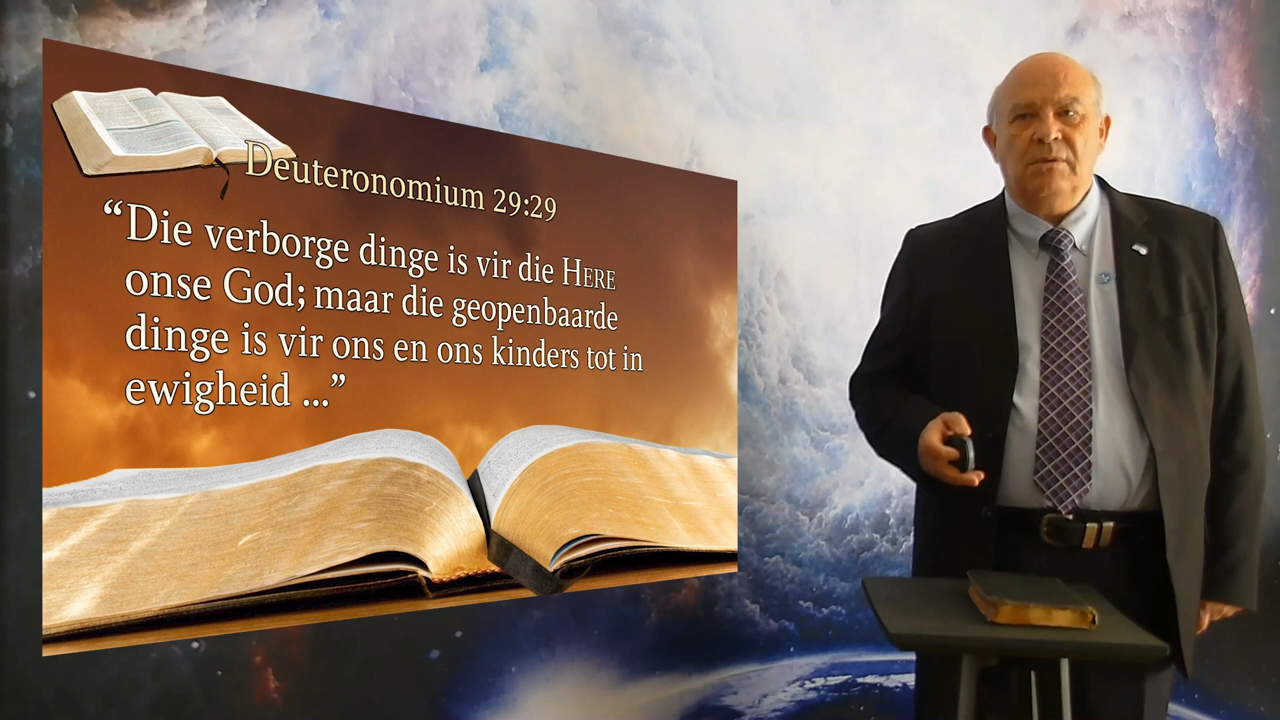 Deuteronomium 29:29
“Die verborge dinge is vir die HERE
onse God; maar die geopenbaarde
dinge is vir ons en ons kinders tot in
ewigheid ...”